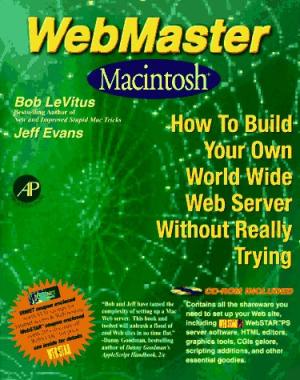 WebMaster
Macintosh
Bob LeVitus
Bestselling Author of
New and Improved Stupid Mac Tricks
Jeff Evans
AP
How To Build
Your Own
World Wide
Web Server
Without Really
Trying
CD-ROM INCLUDED
"Bob and Jeff have tamed the
complexity of setting up a Mac
Web server. This book and
toolset will unleash a flood of
cool Web sites in no time flat."
-Danny Goodman, bestselling
author of Danny Goodman's
AppleScript Handbook, 2/e
Contains all the shareware you
need to set up your Web site,
including WebSTAR™PS
server software, HTML editors,
graphics tools, CGIs galore,
scripting additions, and other
essential goodies.